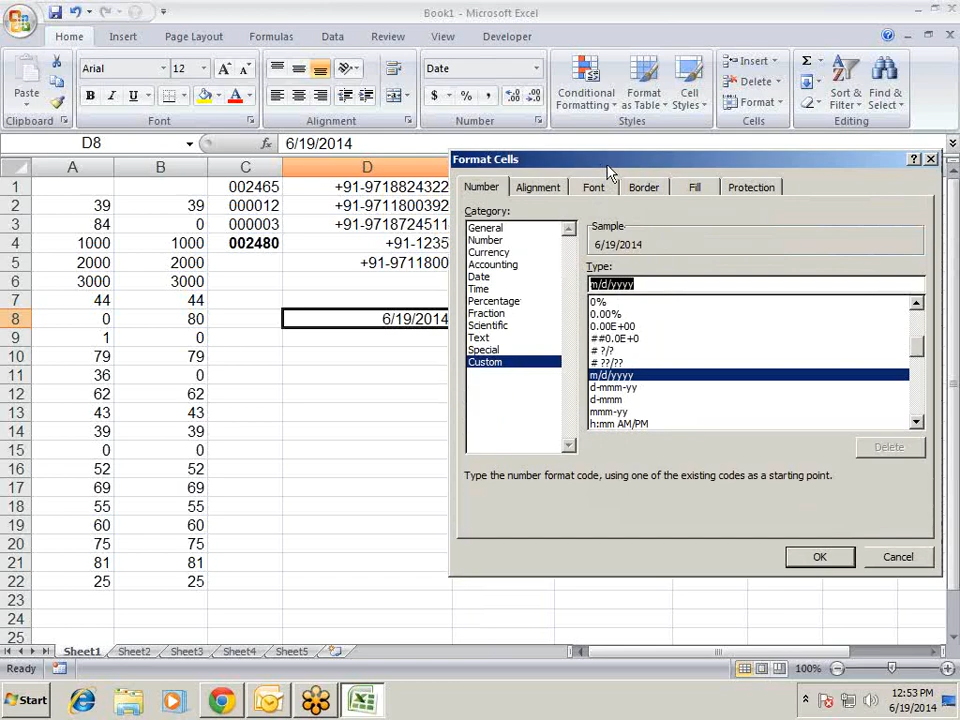 Book1 - Microsoft Excel
Home Insert Page Layout Formulas Data Review View Developer
Paste
Arial 12
A A
Date
Insert
Delete
Format
B I U
A
$ % ,
Conditional Formatting
Format as Table
Cell Styles
Σ
Sort & Filter
Find & Select
Clipboard Font Alignment Number Styles Cells Editing
D8 fx 6/19/2014
A B C D
1 002465 +91-9718824322
2 39 39 000012 +91-9711800392
3 84 0 000003 +91-9718724511
4 1000 1000 002480 +91-1235
5 2000 2000 +91-9711800
6 3000 3000
7 44 44
8 0 80 6/19/2014
9 1 0
10 79 79
11 36 0
12 62 62
13 43 43
14 39 39
15 0 0
16 52 52
17 69 69
18 55 55
19 60 60
20 75 75
21 81 81
22 25 25
23
24
25
Format Cells
Number Alignment Font Border Fill Protection
Category:
General
Number
Currency
Accounting
Date
Time
Percentage
Fraction
Scientific
Text
Special
Custom
Sample
6/19/2014
Type:
m/d/yyyy
0%
0.00%
0.00E+00
##0.0E+0
# ?/?
# ??/??
m/d/yyyy
d-mmm-yy
d-mmm
mmm-yy
h:mm AM/PM
Delete
Type the number format code, using one of the existing codes as a starting point.
OK Cancel
Sheet1 Sheet2 Sheet3 Sheet4 Sheet5
Ready 100%
Start
12:53 PM
6/19/2014